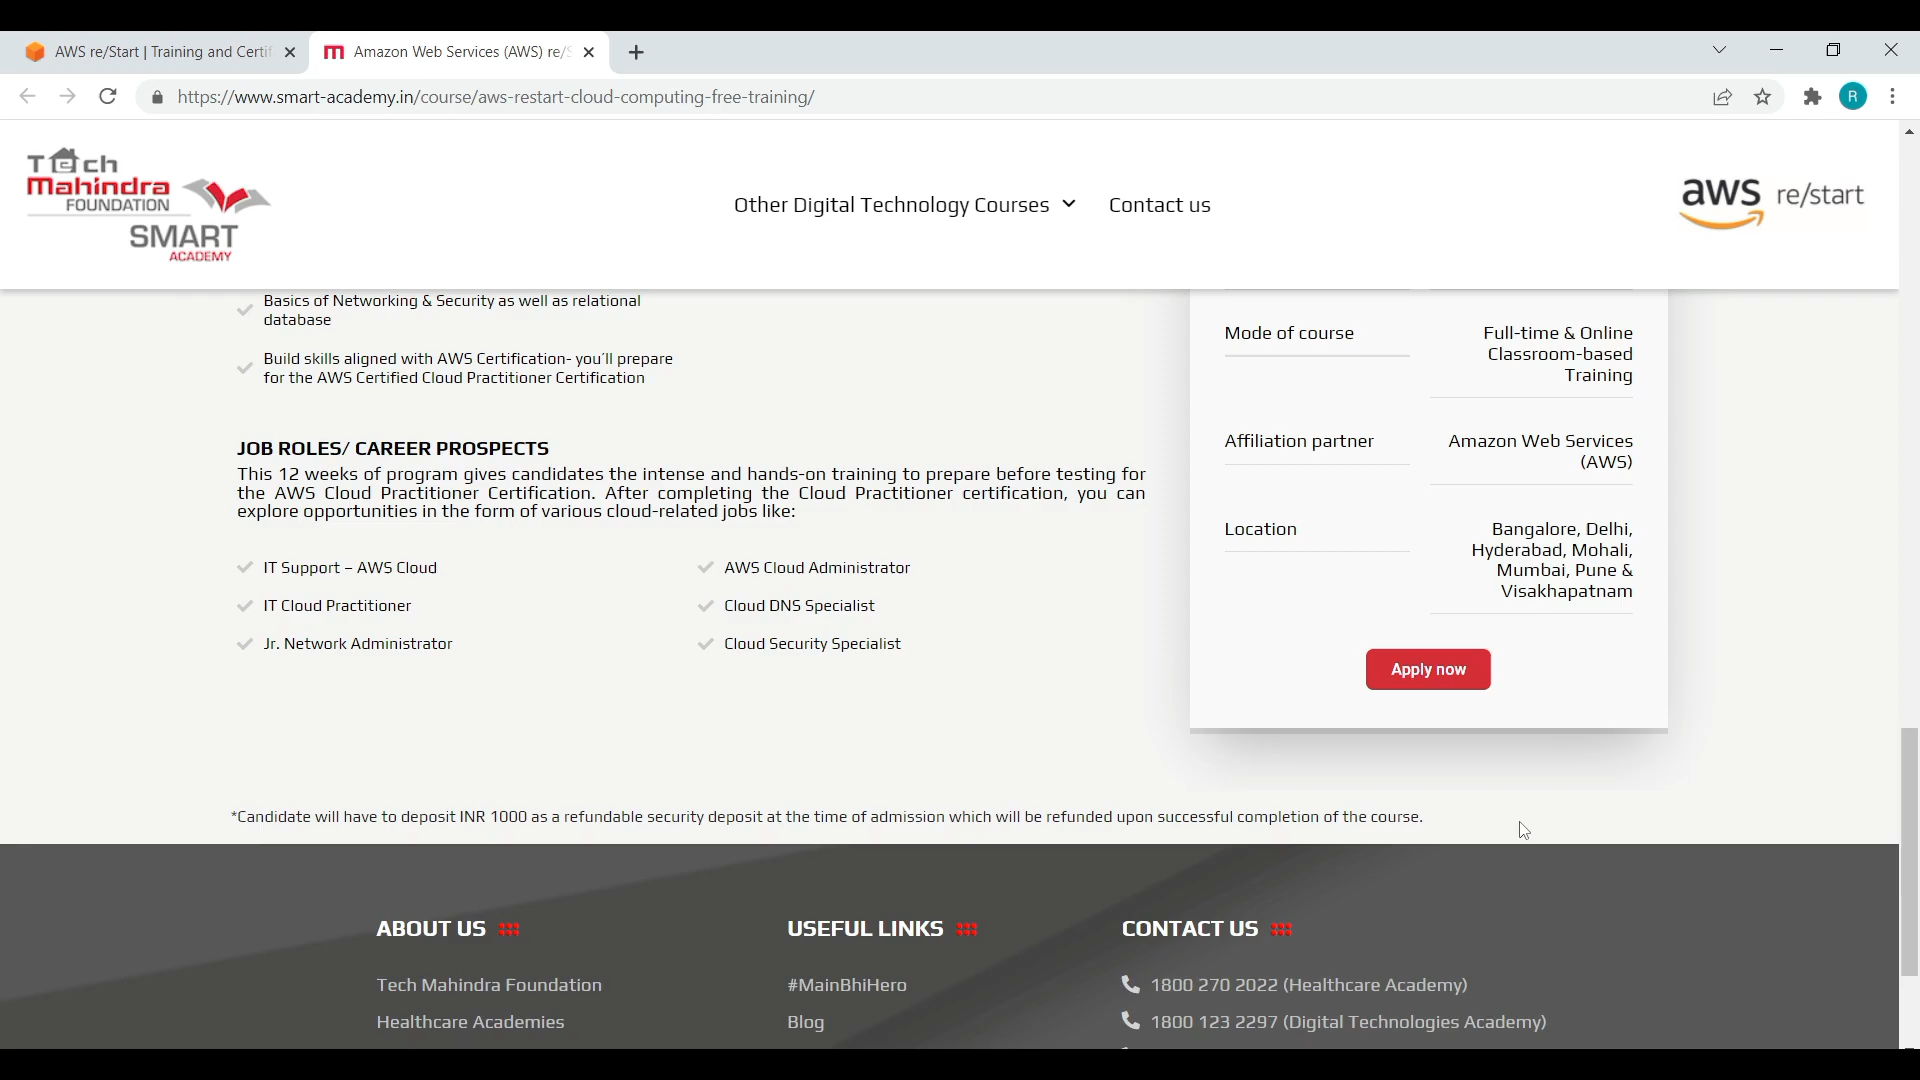 AWS re/Start | Training and Certif
Amazon Web Services (AWS) re/S
https://www.smart-academy.in/course/aws-restart-cloud-computing-free-training/
R
Tech
Mahindra
FOUNDATION
SMART
ACADEMY
Other Digital Technology Courses
Contact us
aws re/start
Basics of Networking & Security as well as relational
database
Build skills aligned with AWS Certification- you'll prepare
for the AWS Certified Cloud Practitioner Certification
JOB ROLES/ CAREER PROSPECTS
This 12 weeks of program gives candidates the intense and hands-on training to prepare before testing for
the AWS Cloud Practitioner Certification. After completing the Cloud Practitioner certification, you can
explore opportunities in the form of various cloud-related jobs like:
IT Support – AWS Cloud
IT Cloud Practitioner
Jr. Network Administrator
AWS Cloud Administrator
Cloud DNS Specialist
Cloud Security Specialist
Mode of course
Full-time & Online
Classroom-based
Training
Affiliation partner
Amazon Web Services
(AWS)
Location
Bangalore, Delhi,
Hyderabad, Mohali,
Mumbai, Pune &
Visakhapatnam
Apply now
*Candidate will have to deposit INR 1000 as a refundable security deposit at the time of admission which will be refunded upon successful completion of the course.
ABOUT US
Tech Mahindra Foundation
Healthcare Academies
USEFUL LINKS
#MainBhiHero
Blog
CONTACT US
1800 270 2022 (Healthcare Academy)
1800 123 2297 (Digital Technologies Academy)